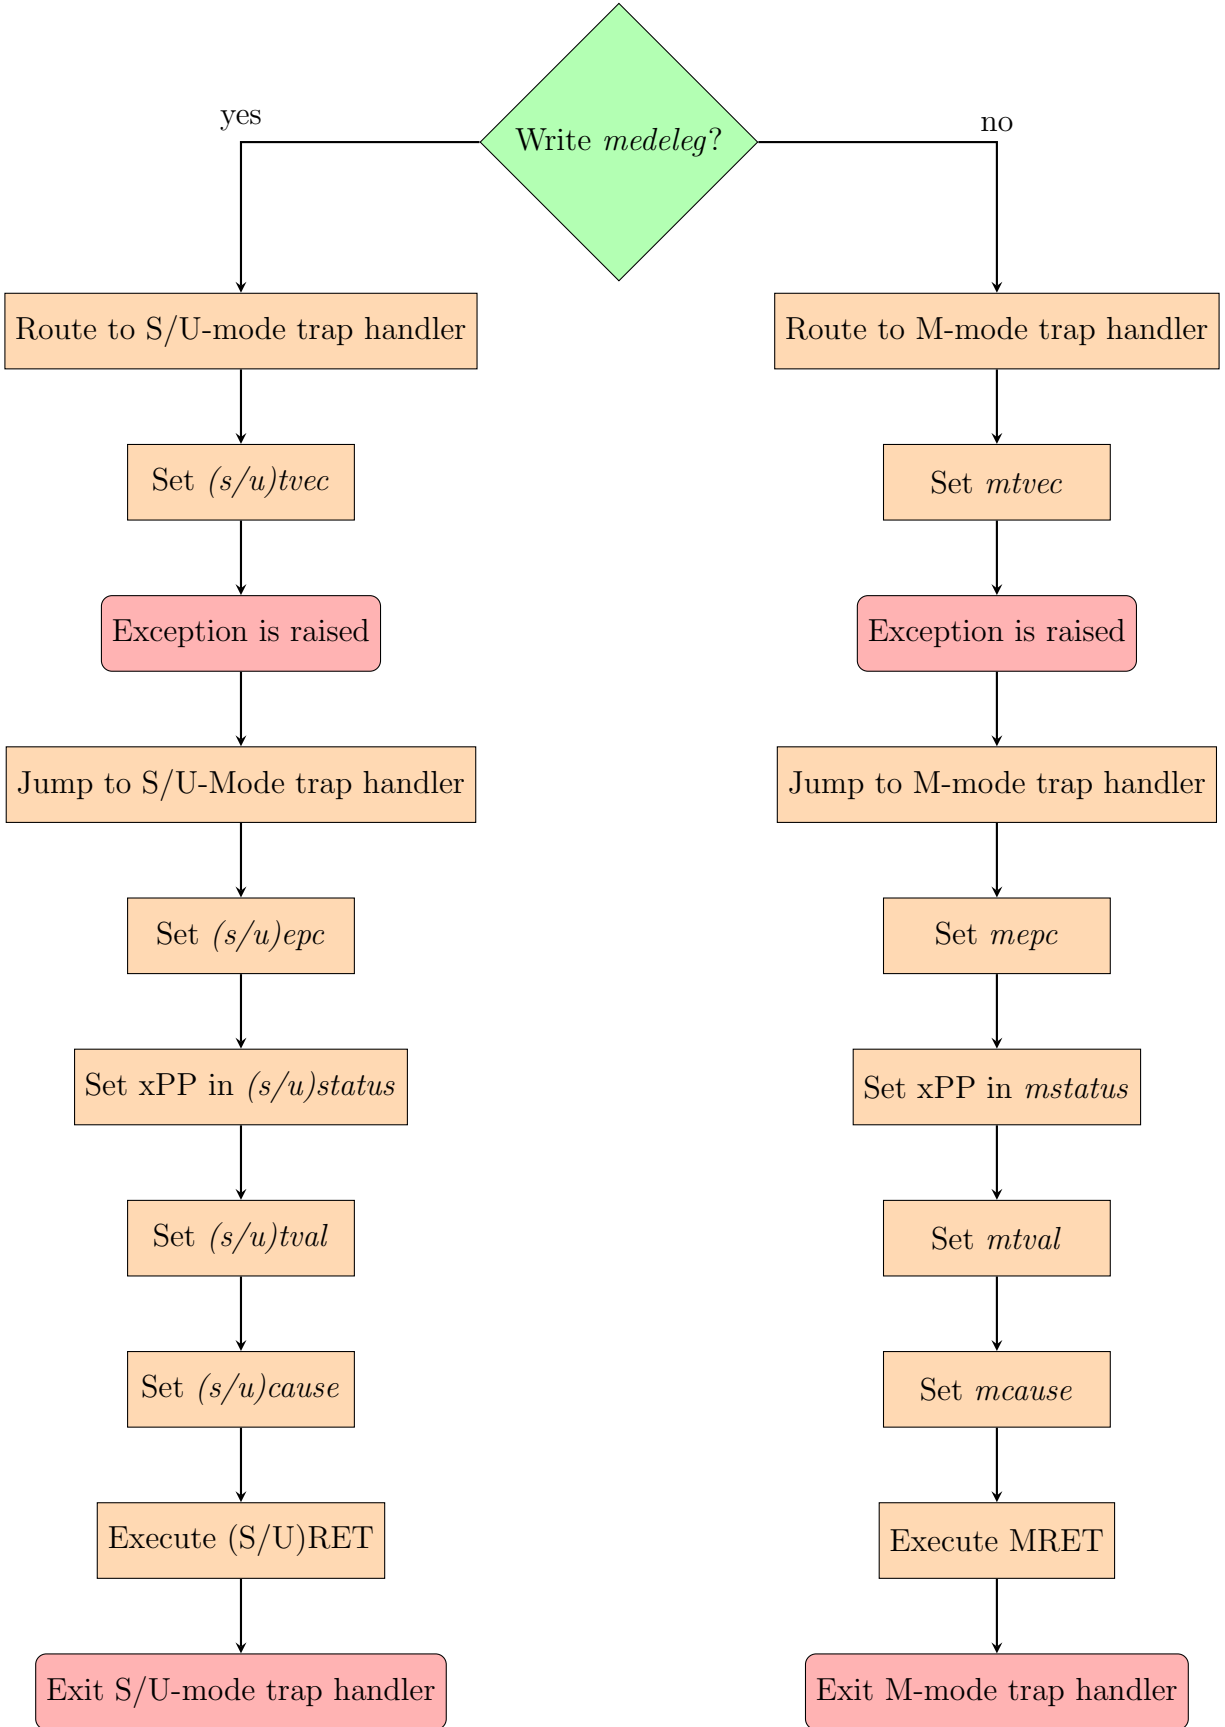 Write medeleg?
yes
no
Route to S/U-mode trap handler
Route to M-mode trap handler
Set (s/u)tvec
Set mtvec
Exception is raised
Exception is raised
Jump to S/U-Mode trap handler
Jump to M-mode trap handler
Set (s/u)epc
Set mepc
Set xPP in (s/u)status
Set xPP in mstatus
Set (s/u)tval
Set mtval
Set (s/u)cause
Set mcause
Execute (S/U)RET
Execute MRET
Exit S/U-mode trap handler
Exit M-mode trap handler